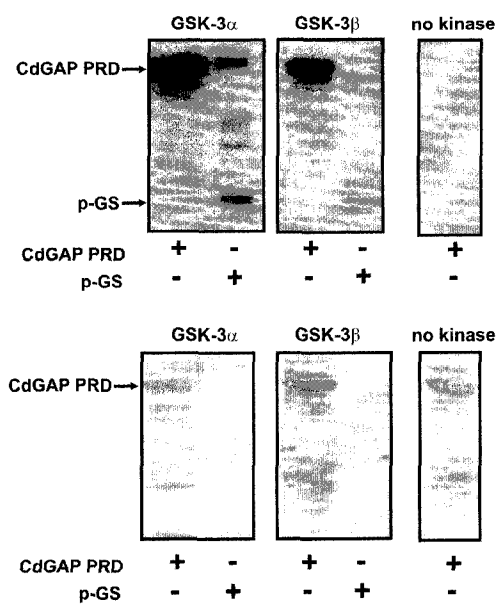 GSK-3α GSK-3β no kinase
CdGAP PRD
p-GS
CdGAP PRD + - + - +
p-GS - + - + -
GSK-3α GSK-3β no kinase
CdGAP PRD
CdGAP PRD + - + - +
p-GS - + - + -